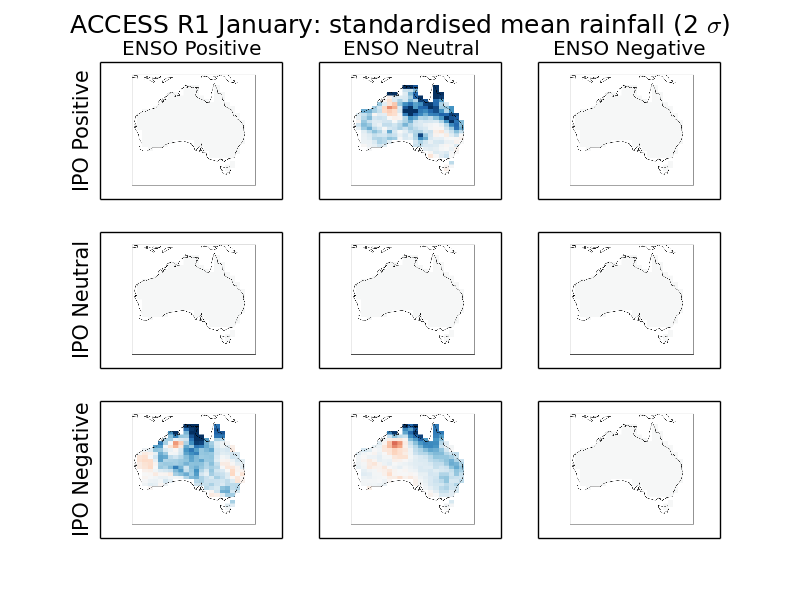 ACCESS R1 January: standardised mean rainfall (2 σ)
ENSO Positive ENSO Neutral ENSO Negative
IPO Positive
IPO Neutral
IPO Negative